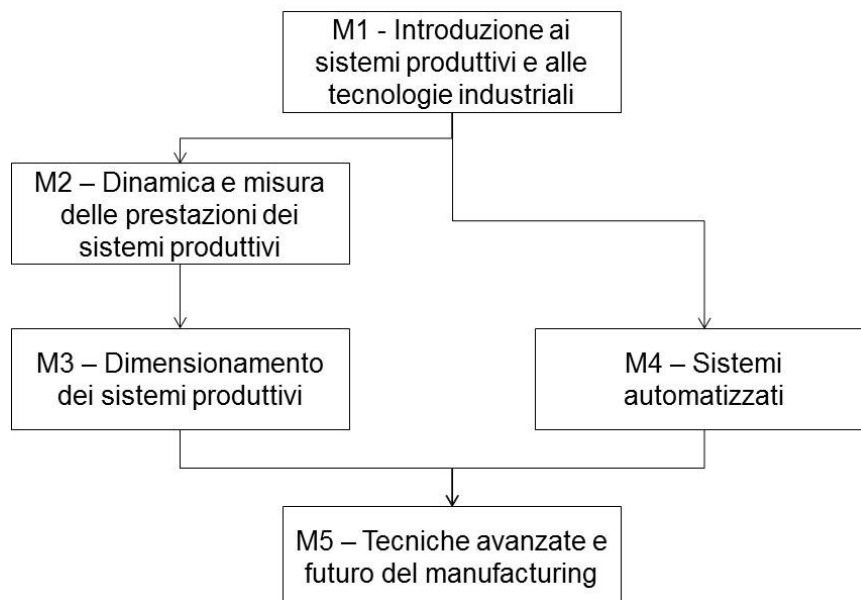 M1 - Introduzione ai
sistemi produttivi e alle
tecnologie industriali
M2 – Dinamica e misura
delle prestazioni dei
sistemi produttivi
M3 – Dimensionamento
dei sistemi produttivi
M4 – Sistemi
automatizzati
M5 – Tecniche avanzate e
futuro del manufacturing